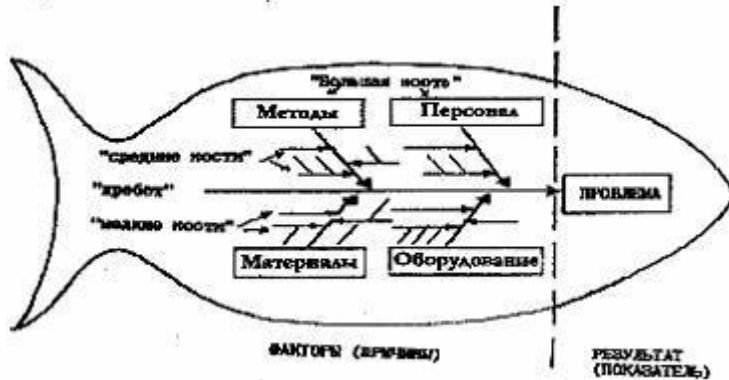 "Большая кость"
Методы
Персонал
"средние кости"
"хребет"
ПРОБЛЕМА
"мелкие кости"
Материалы
Оборудование
ФАКТОРЫ (ПРИЧИНЫ)
РЕЗУЛЬТАТ
(ПОКАЗАТЕЛЬ)